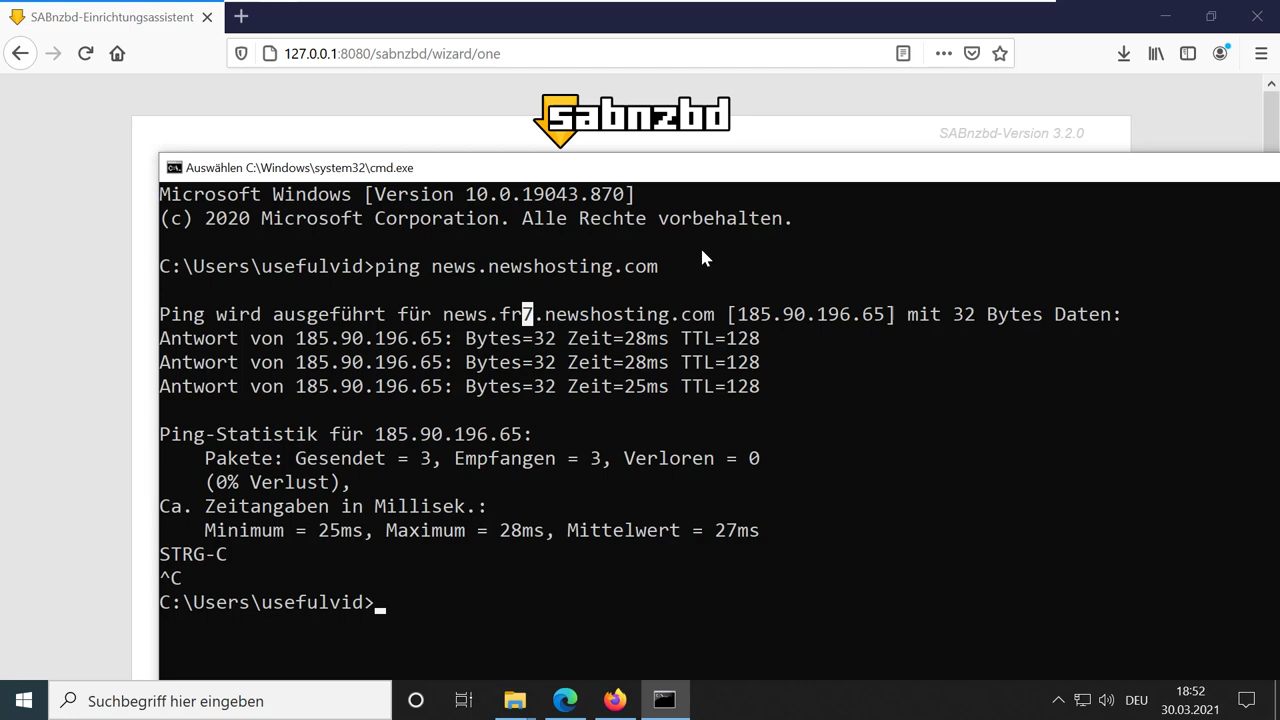 SABnzbd-Einrichtungsassistent
127.0.0.1:8080/sabnzbd/wizard/one
sabnzbd
SABnzbd-Version 3.2.0
Auswählen C:\Windows\system32\cmd.exe
Microsoft Windows [Version 10.0.19043.870]
(c) 2020 Microsoft Corporation. Alle Rechte vorbehalten.
C:\Users\usefulvid>ping news.newshosting.com
Ping wird ausgeführt für news.fr7.newshosting.com [185.90.196.65] mit 32 Bytes Daten:
Antwort von 185.90.196.65: Bytes=32 Zeit=28ms TTL=128
Antwort von 185.90.196.65: Bytes=32 Zeit=28ms TTL=128
Antwort von 185.90.196.65: Bytes=32 Zeit=25ms TTL=128
Ping-Statistik für 185.90.196.65:
Pakete: Gesendet = 3, Empfangen = 3, Verloren = 0
(0% Verlust),
Ca. Zeitangaben in Millisek.:
Minimum = 25ms, Maximum = 28ms, Mittelwert = 27ms
STRG-C
^C
C:\Users\usefulvid>
Suchbegriff hier eingeben
DEU
18:52
30.03.2021